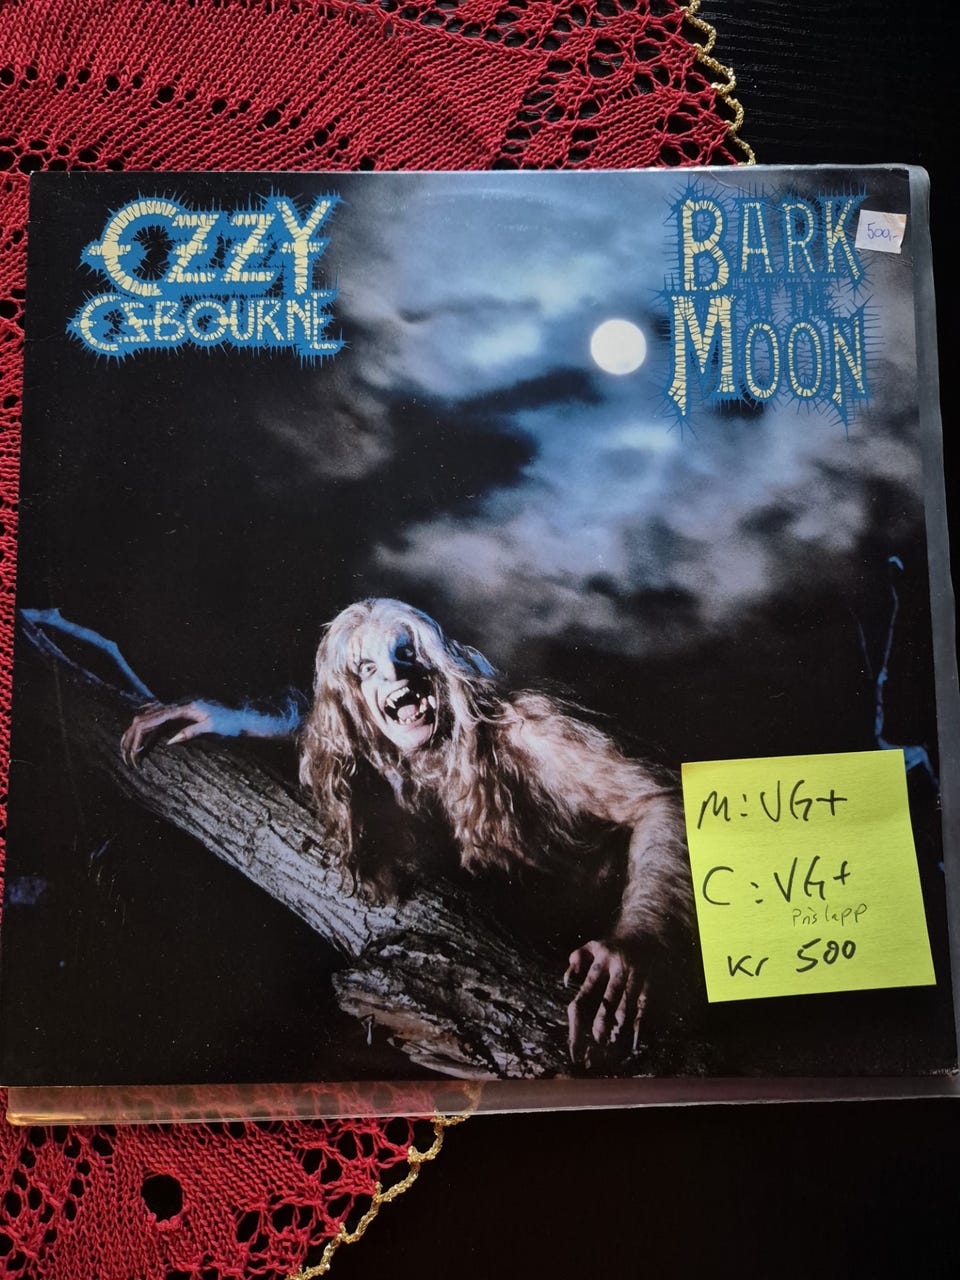 OZZY
OSBOURNE
BARK
AT THE
MOON
500,-
M: VG+
C: VG+
Prislapp
Kr 500